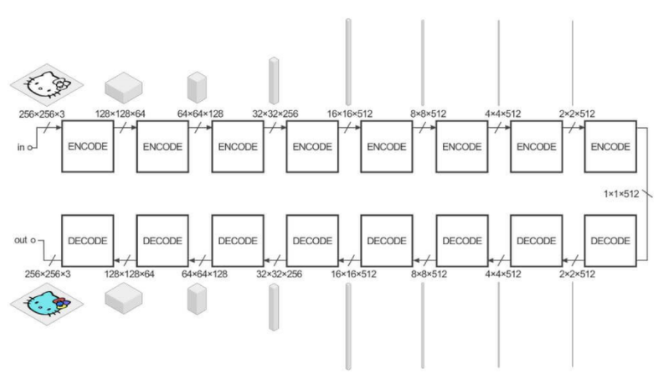 256×256×3 128×128×64 64×64×128 32×32×256 16×16×512 8×8×512 4×4×512 2×2×512
in
ENCODE ENCODE ENCODE ENCODE ENCODE ENCODE ENCODE ENCODE
1×1×512
out
DECODE DECODE DECODE DECODE DECODE DECODE DECODE DECODE
256×256×3 128×128×64 64×64×128 32×32×256 16×16×512 8×8×512 4×4×512 2×2×512